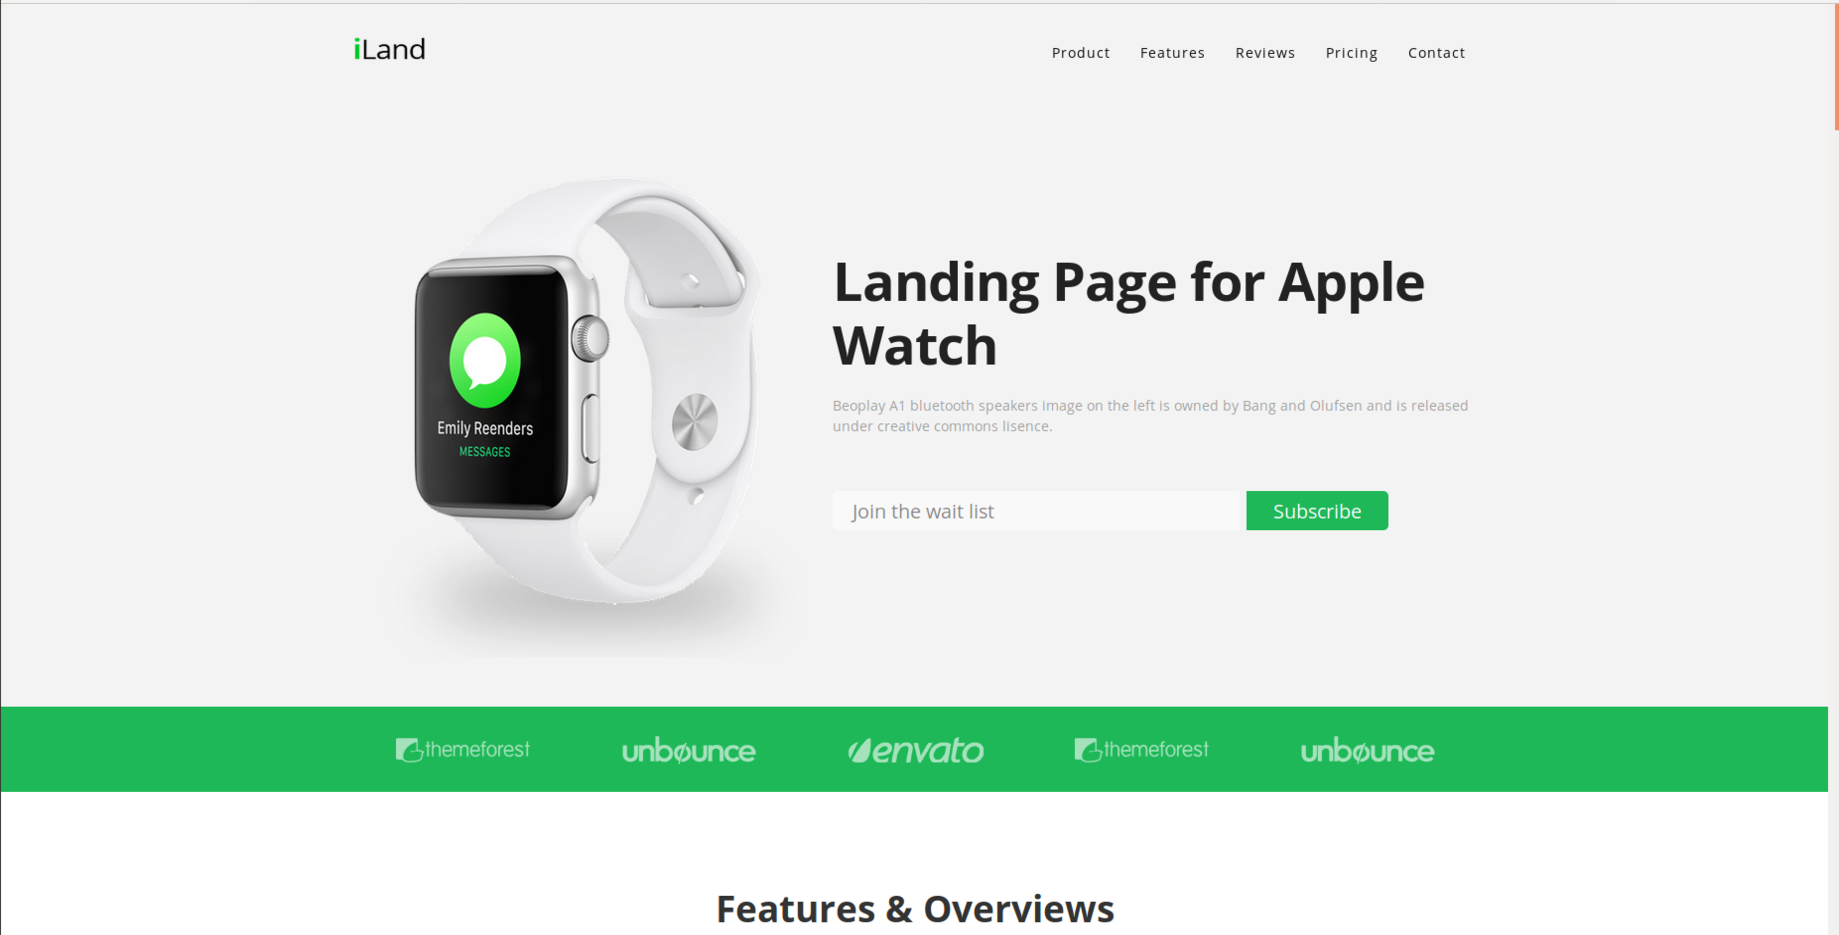 iLand
Product Features Reviews Pricing Contact
Landing Page for Apple
Watch
Beoplay A1 bluetooth speakers image on the left is owned by Bang and Olufsen and is released
under creative commons lisence.
Emily Reenders
MESSAGES
Join the wait list Subscribe
themeforest unbøunce envato themeforest unbøunce
Features & Overviews